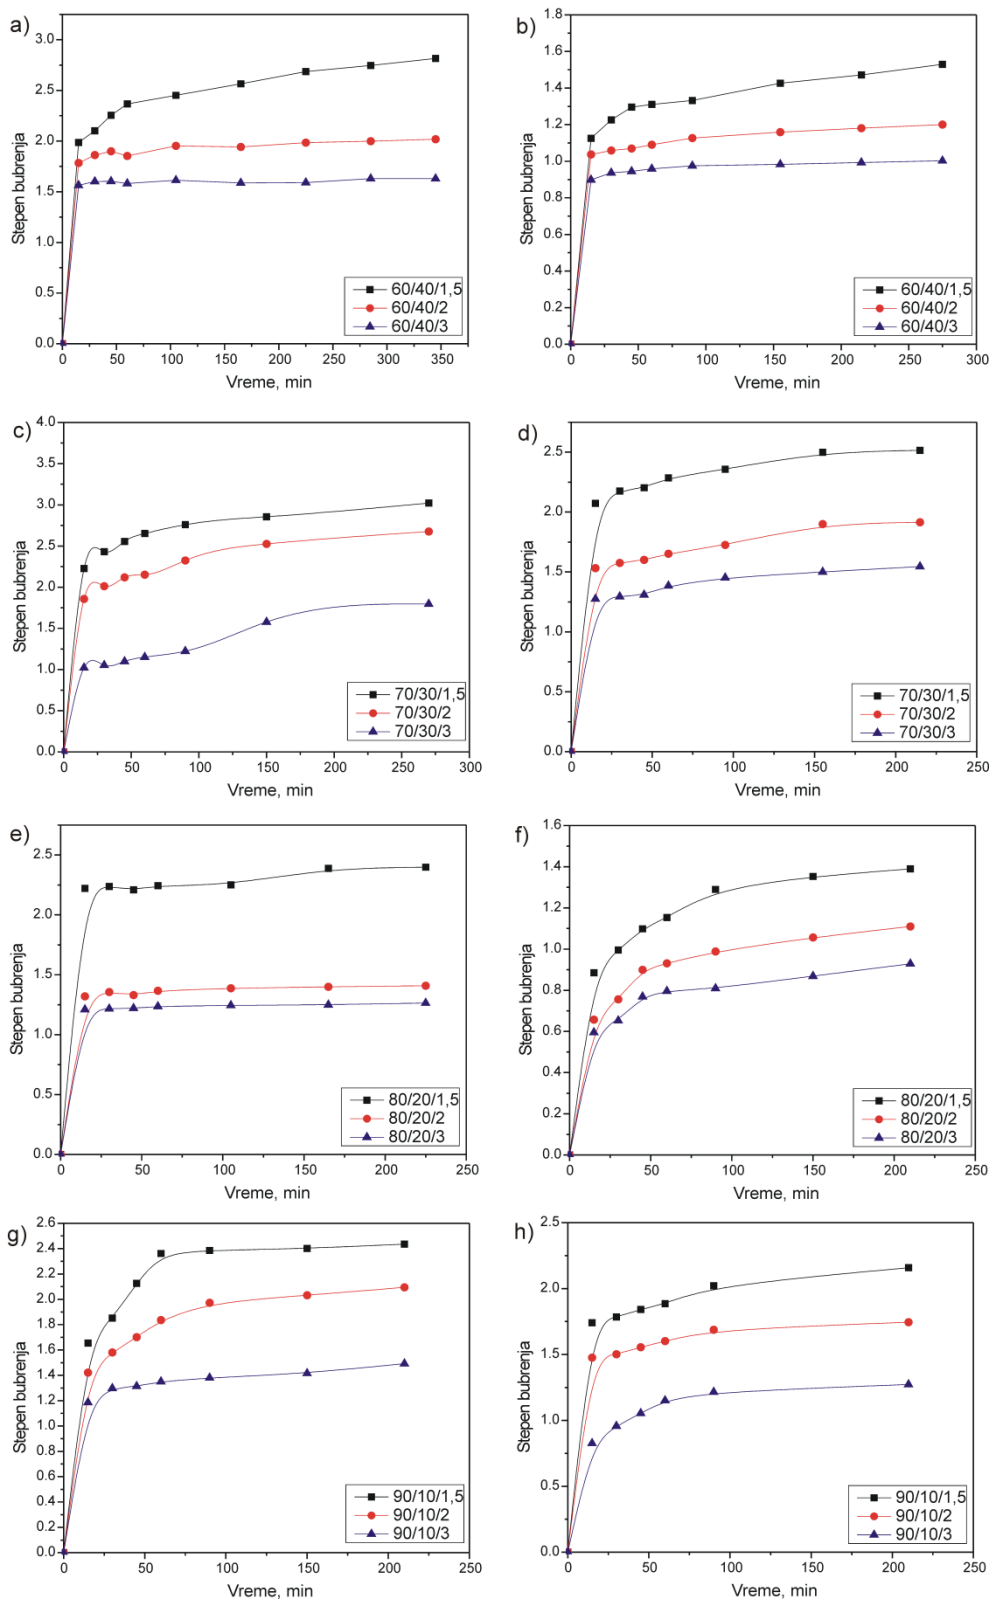 a)
3.0
2.5
2.0
1.5
1.0
0.5
0.0
Stepen bubrenja
0 50 100 150 200 250 300 350
Vreme, min
60/40/1,5
60/40/2
60/40/3
b)
1.8
1.6
1.4
1.2
1.0
0.8
0.6
0.4
0.2
0.0
Stepen bubrenja
0 50 100 150 200 250 300
Vreme, min
60/40/1,5
60/40/2
60/40/3
c)
4.0
3.5
3.0
2.5
2.0
1.5
1.0
0.5
0.0
Stepen bubrenja
0 50 100 150 200 250 300
Vreme, min
70/30/1,5
70/30/2
70/30/3
d)
2.5
2.0
1.5
1.0
0.5
0.0
Stepen bubrenja
0 50 100 150 200 250
Vreme, min
70/30/1,5
70/30/2
70/30/3
e)
2.5
2.0
1.5
1.0
0.5
0.0
Stepen bubrenja
0 50 100 150 200 250
Vreme, min
80/20/1,5
80/20/2
80/20/3
f)
1.6
1.4
1.2
1.0
0.8
0.6
0.4
0.2
0.0
Stepen bubrenja
0 50 100 150 200 250
Vreme, min
80/20/1,5
80/20/2
80/20/3
g)
2.6
2.4
2.2
2.0
1.8
1.6
1.4
1.2
1.0
0.8
0.6
0.4
0.2
0.0
Stepen bubrenja
0 50 100 150 200 250
Vreme, min
90/10/1,5
90/10/2
90/10/3
h)
2.5
2.0
1.5
1.0
0.5
0.0
Stepen bubrenja
0 50 100 150 200 250
Vreme, min
90/10/1,5
90/10/2
90/10/3